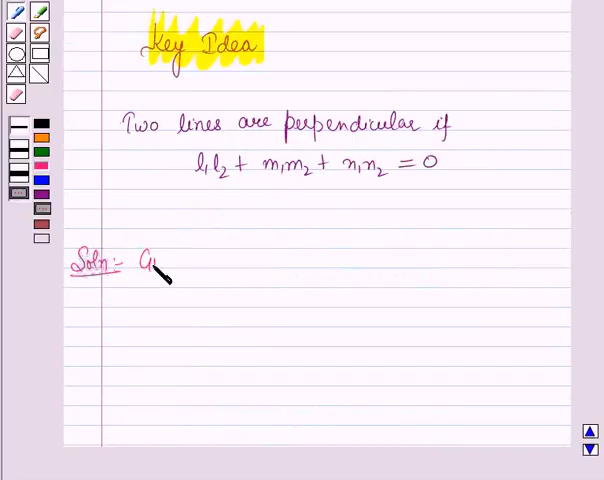 Key Idea
Two lines are perpendicular if
l₁l₂ + m₁m₂ + n₁n₂ = 0
Soln:-